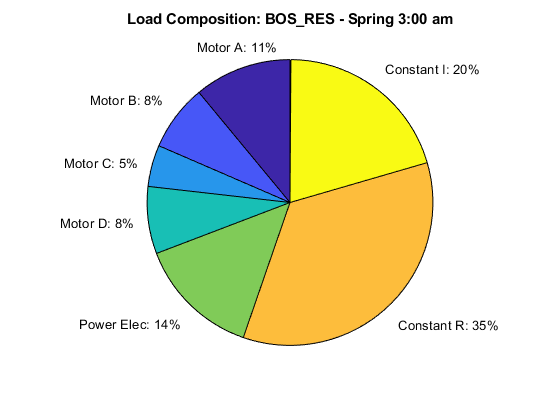 Load Composition: BOS_RES - Spring 3:00 am
Motor A: 11%
Constant I: 20%
Motor B: 8%
Motor C: 5%
Motor D: 8%
Power Elec: 14%
Constant R: 35%